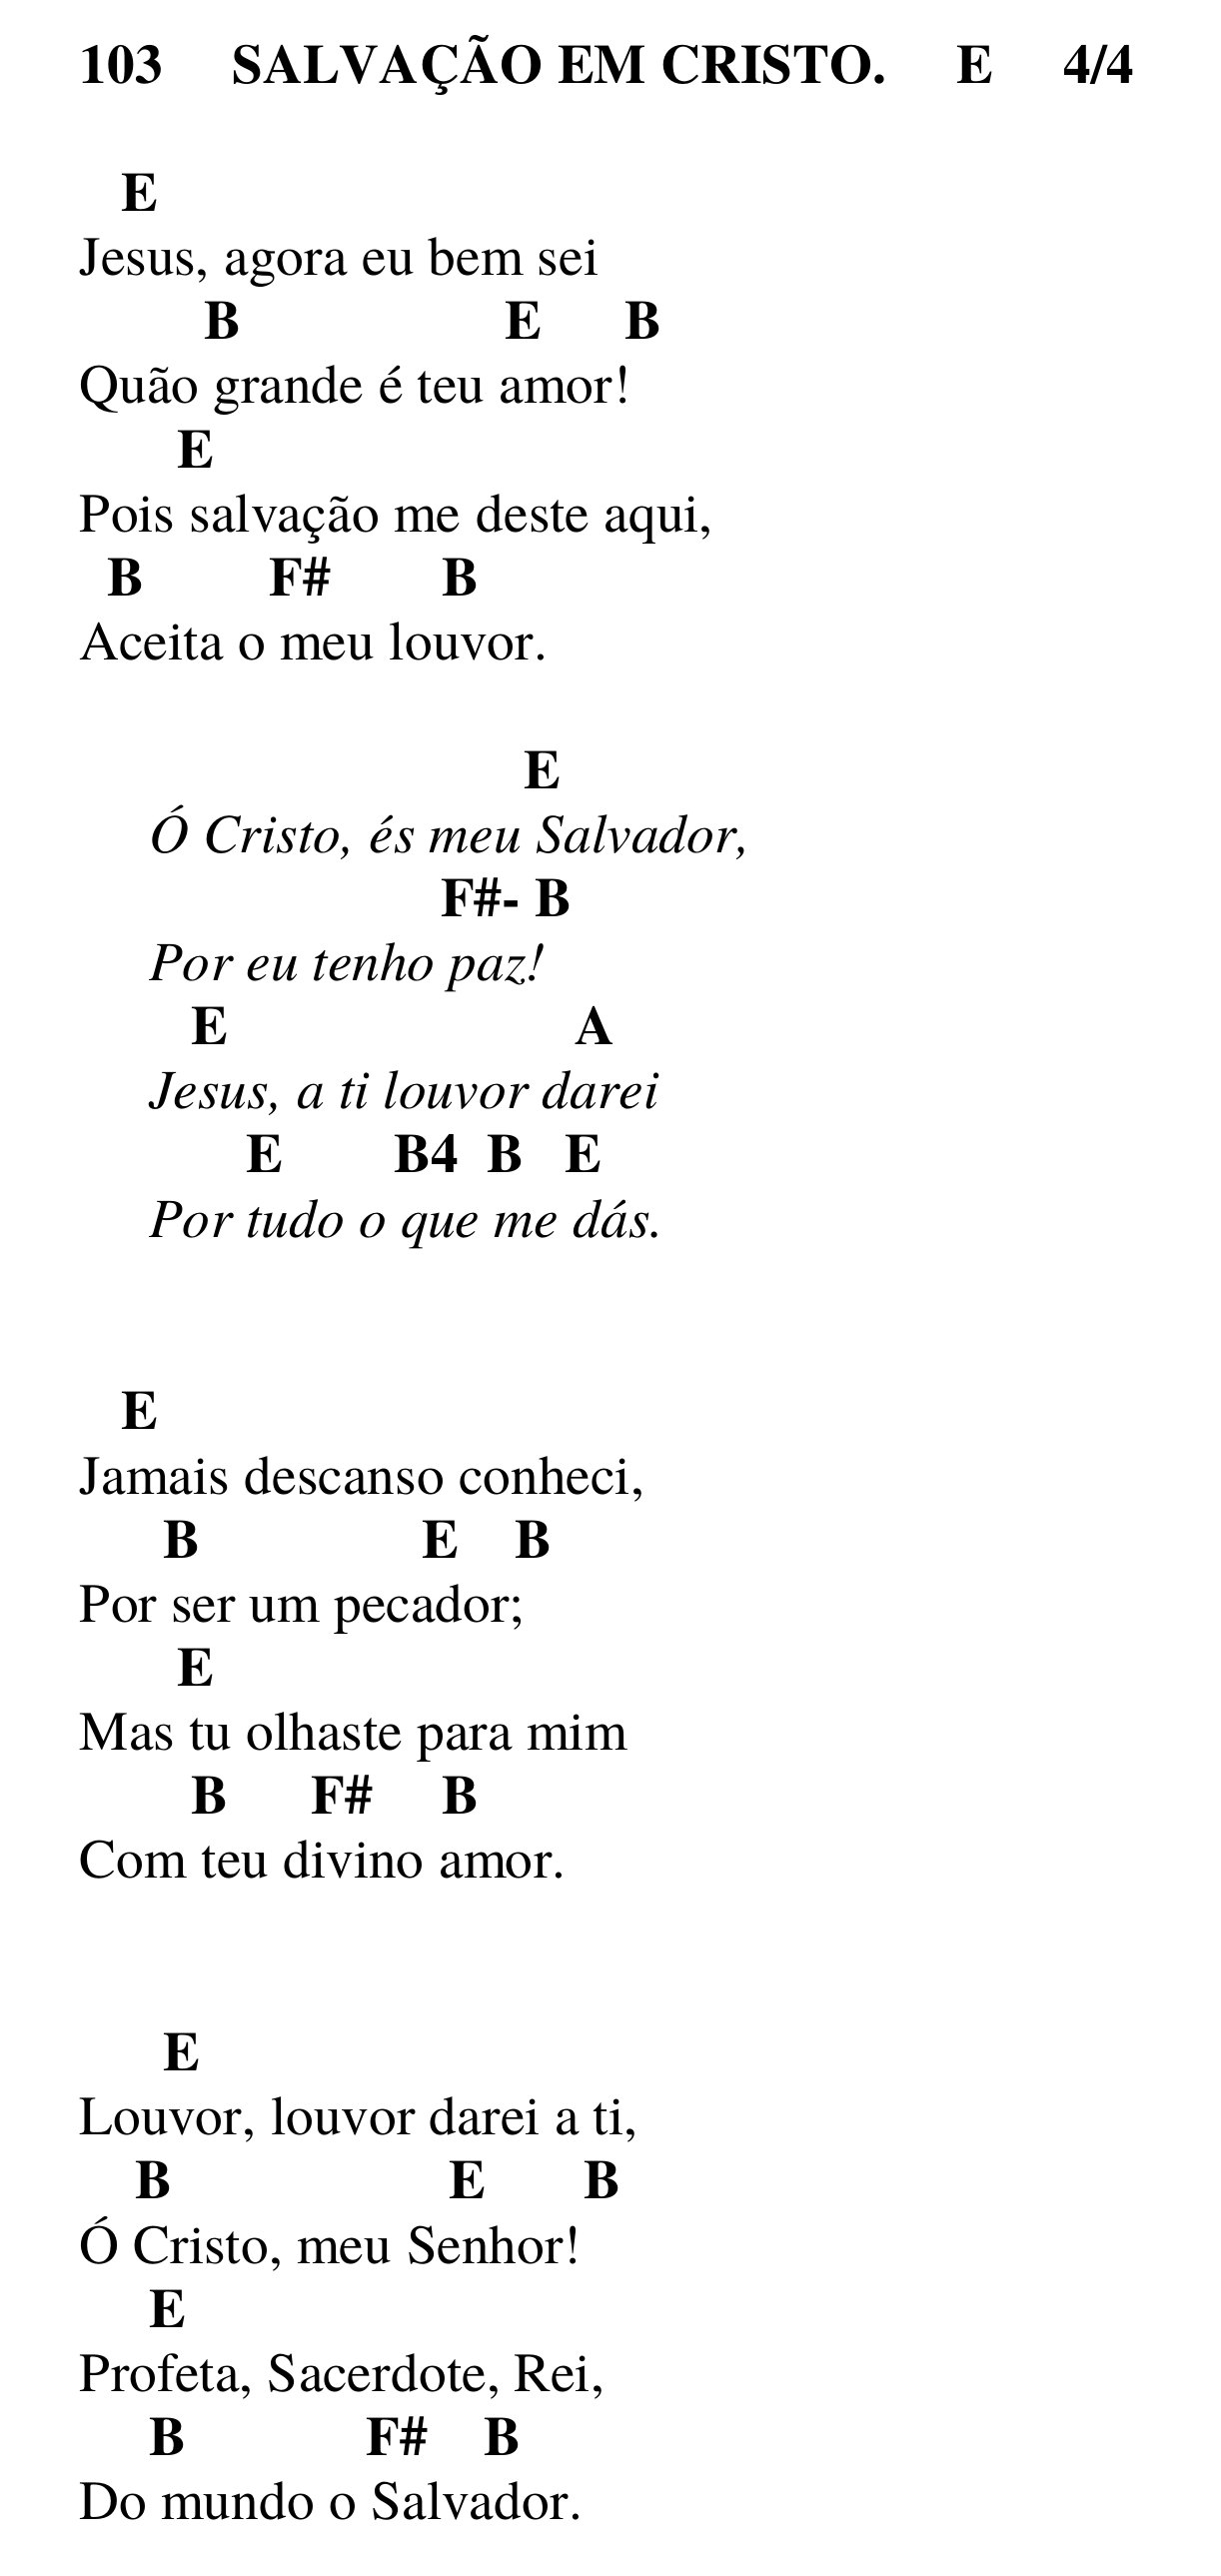 103 SALVAÇÃO EM CRISTO. E 4/4
E
Jesus, agora eu bem sei
B E B
Quão grande é teu amor!
E
Pois salvação me deste aqui,
B F# B
Aceita o meu louvor.
E
Ó Cristo, és meu Salvador,
F#- B
Por eu tenho paz!
E A
Jesus, a ti louvor darei
E B4 B E
Por tudo o que me dás.
E
Jamais descanso conheci,
B E B
Por ser um pecador;
E
Mas tu olhaste para mim
B F# B
Com teu divino amor.
E
Louvor, louvor darei a ti,
B E B
Ó Cristo, meu Senhor!
E
Profeta, Sacerdote, Rei,
B F# B
Do mundo o Salvador.